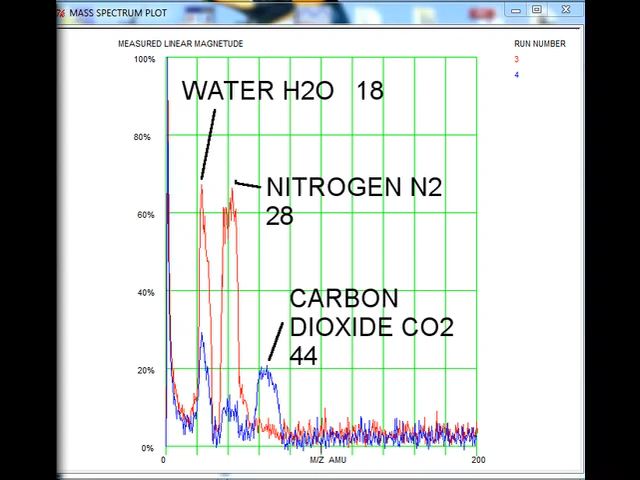 76 MASS SPECTRUM PLOT
MEASURED LINEAR MAGNETUDE
RUN NUMBER
3
4
100%
80%
60%
40%
20%
0%
WATER H2O 18
NITROGEN N2
28
CARBON
DIOXIDE CO2
44
0
M/Z AMU
200